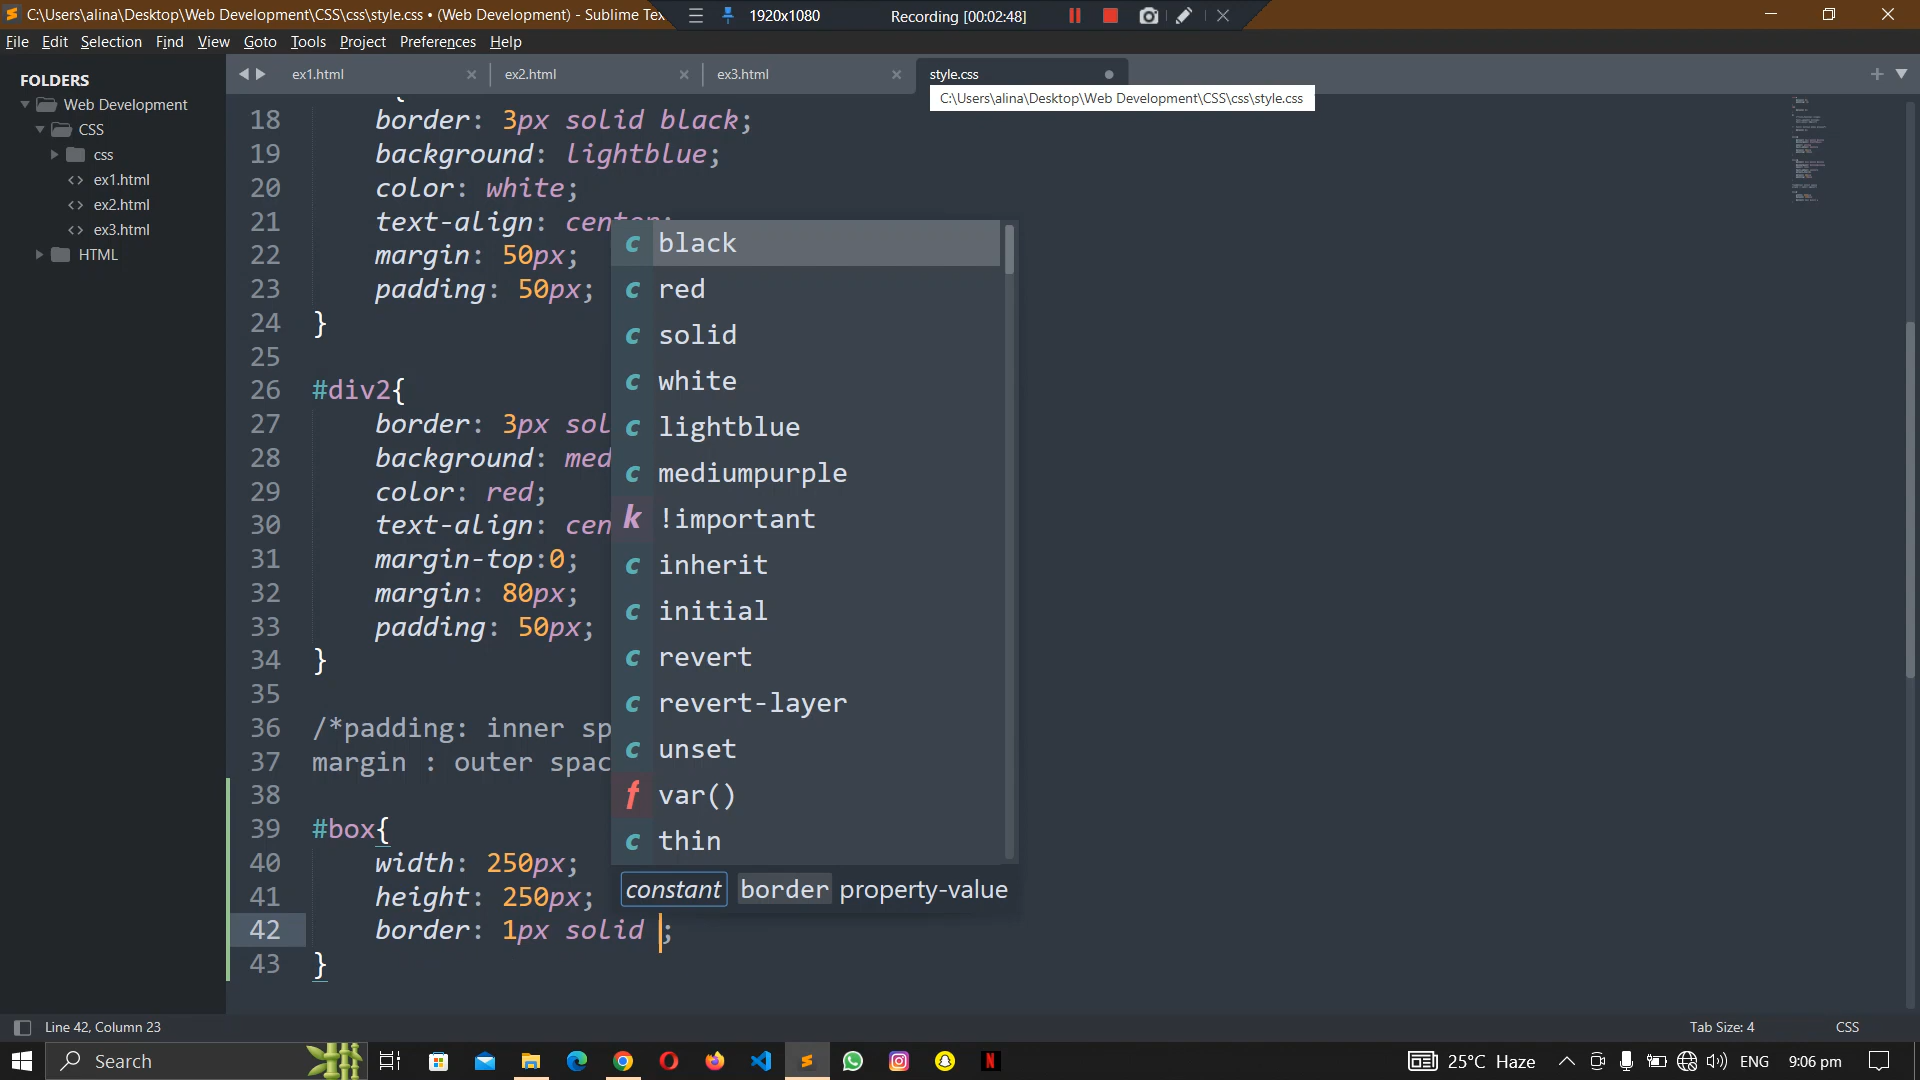 C:\Users\alina\Desktop\Web Development\CSS\css\style.css • (Web Development) - Sublime Tex
1920x1080
Recording [00:02:48]
File Edit Selection Find View Goto Tools Project Preferences Help
FOLDERS
Web Development
CSS
css
ex1.html
ex2.html
ex3.html
HTML
ex1.html ex2.html ex3.html style.css
C:\Users\alina\Desktop\Web Development\CSS\css\style.css
18 border: 3px solid black;
19 background: lightblue;
20 color: white;
21 text-align: center;
22 margin: 50px;
23 padding: 50px;
24 }
25
26 #div2{
27 border: 3px sol
28 background: med
29 color: red;
30 text-align: cen
31 margin-top:0;
32 margin: 80px;
33 padding: 50px;
34 }
35
36 /*padding: inner sp
37 margin : outer spac
38
39 #box{
40 width: 250px;
41 height: 250px;
42 border: 1px solid ;
43 }
c black
c red
c solid
c white
c lightblue
c mediumpurple
k !important
c inherit
c initial
c revert
c revert-layer
c unset
f var()
c thin
constant border property-value
Line 42, Column 23
Tab Size: 4
CSS
Search
25°C Haze
ENG
9:06 pm